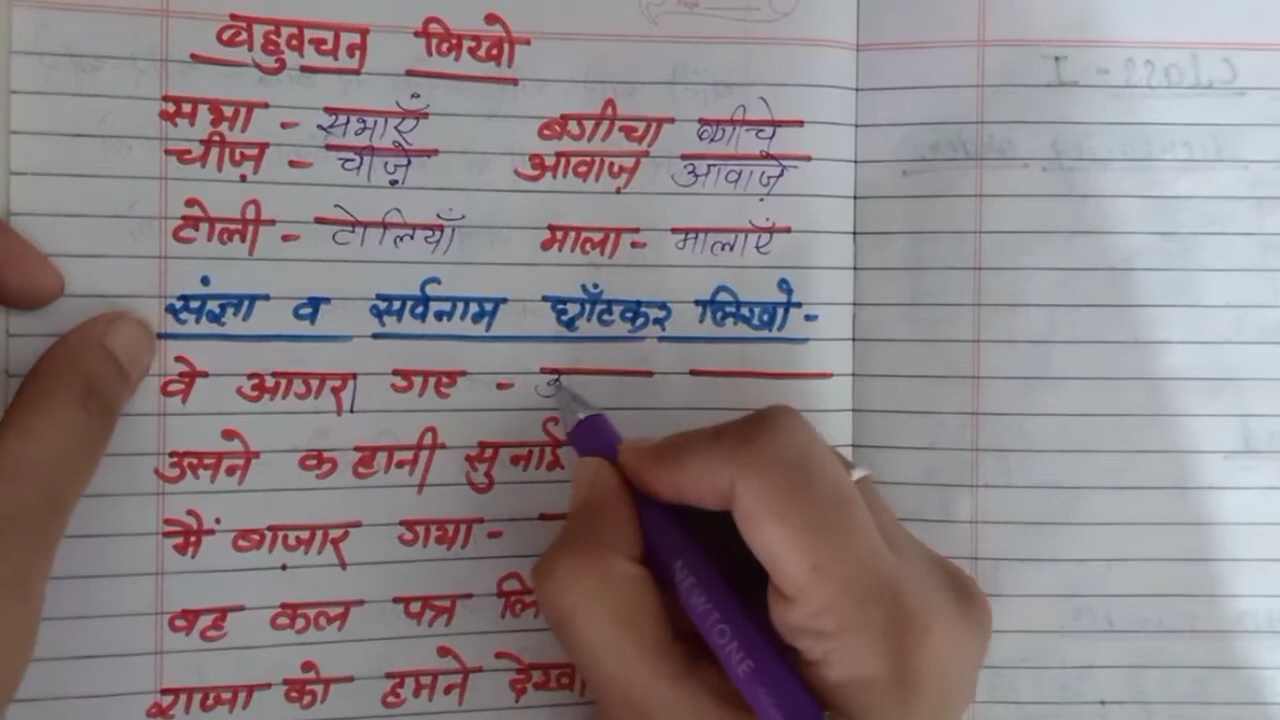 बहुवचन लिखो
सभा - सभाएँ बगीचा बगीचे
चीज़ - चीज़े आवाज़ आवाज़े
टोली - टोलियाँ माला - मालाएँ
संज्ञा व सर्वनाम छाँटकर लिखो -
वे आगरा गए -
उसने कहानी सुनाई
मैं बाज़ार गया -
वह कल पत्र लि
राजा को हमने देखा
NEWTONE